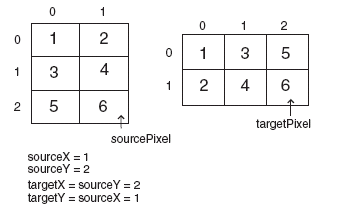 0 1
0 1 2
0 1 2
0 1 3 5
1 3 4
1 2 4 6
2 5 6
sourcePixel
targetPixel
sourceX = 1
sourceY = 2
targetX = sourceY = 2
targetY = sourceX = 1